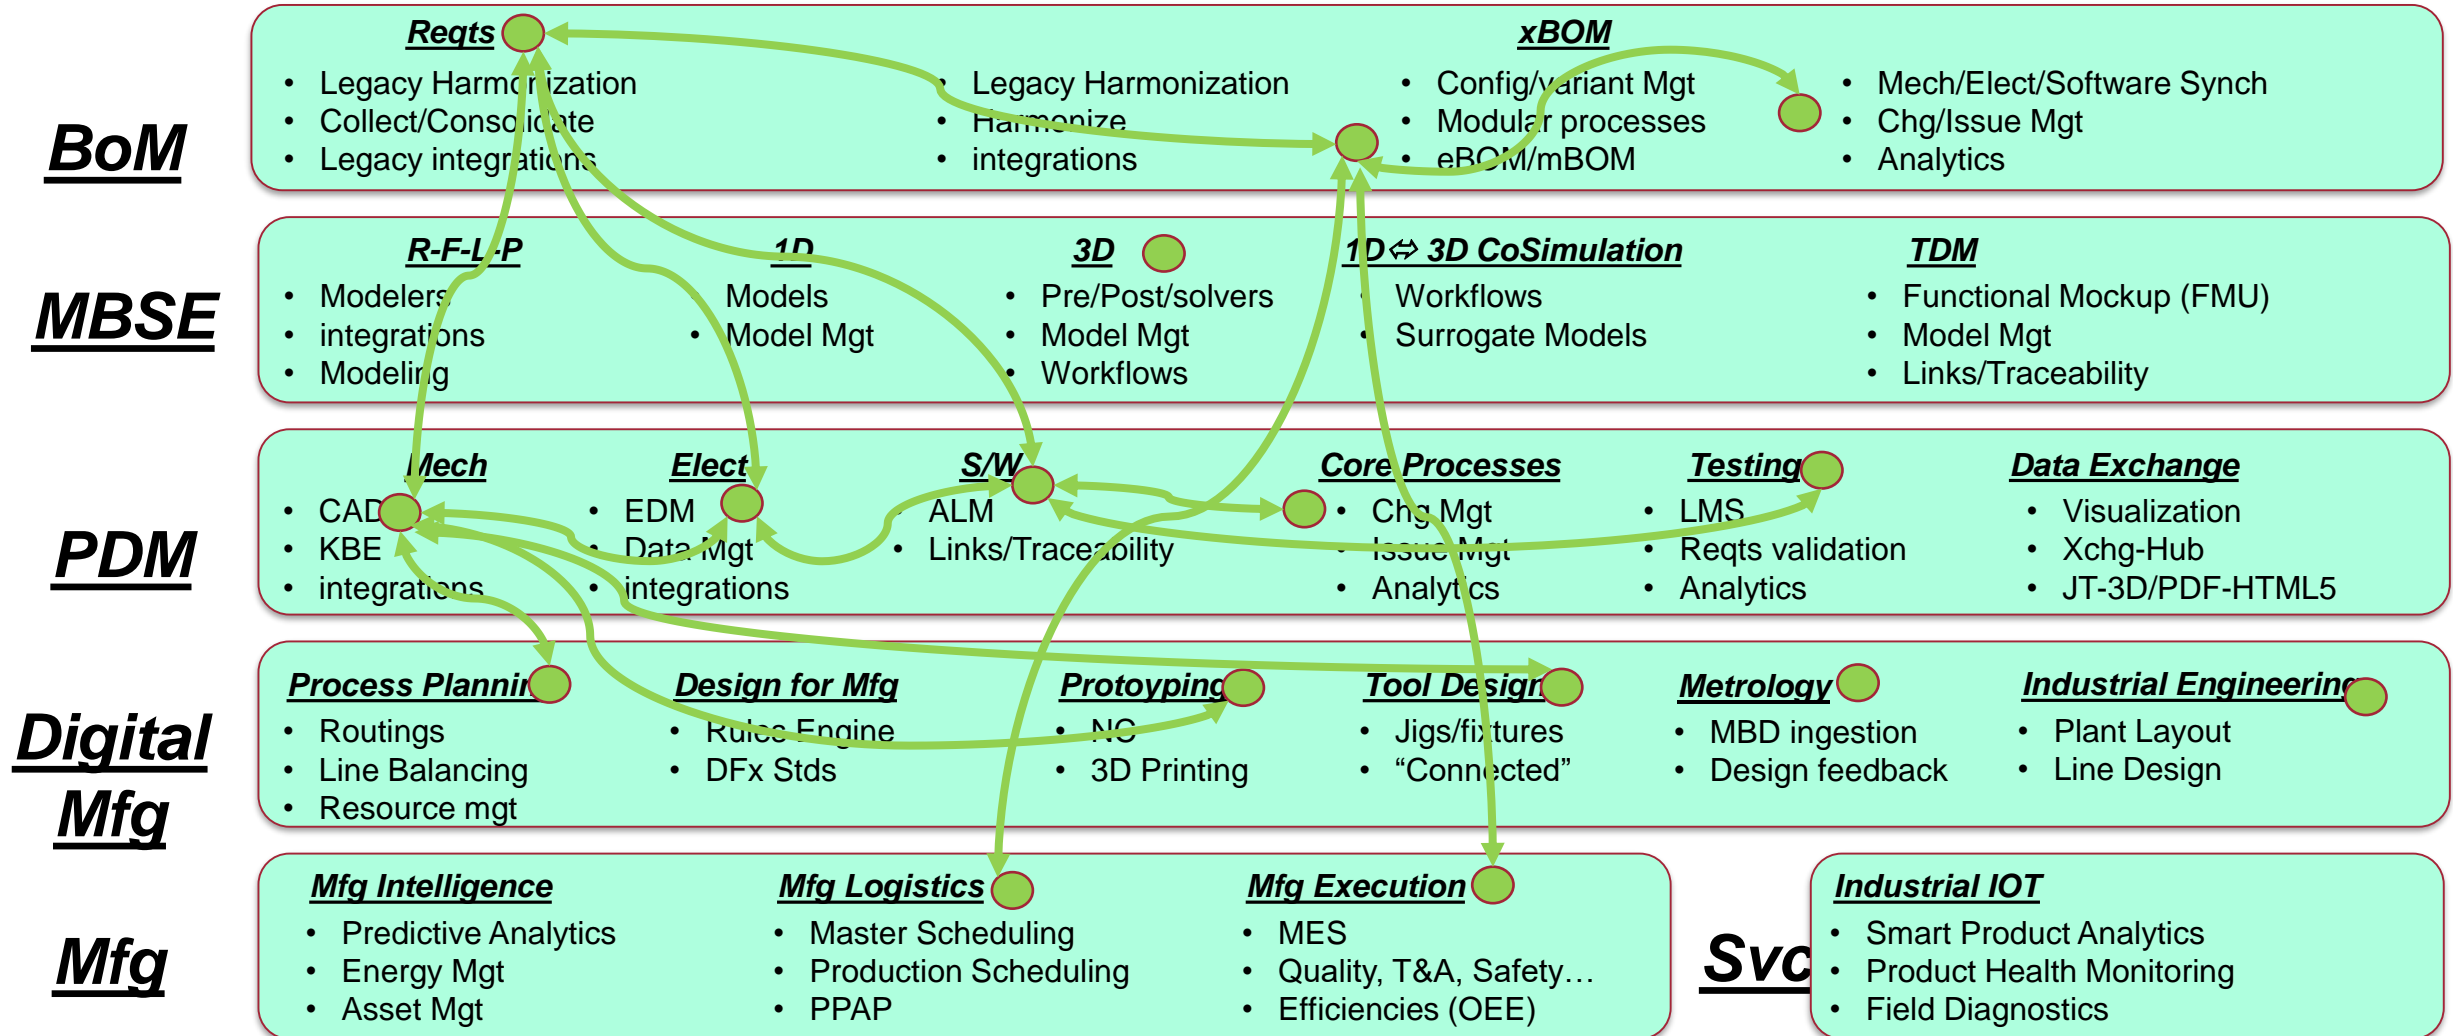 BoM
Reqts
• Legacy Harmonization
• Collect/Consolidate
• Legacy integrations
• Legacy Harmonization
• Harmonize
• integrations
xBOM
• Config/variant Mgt
• Modular processes
• eBOM/mBOM
• Mech/Elect/Software Synch
• Chg/Issue Mgt
• Analytics
MBSE
R-F-L-P
• Modelers
• integrations
• Modeling
1D
• Models
• Model Mgt
3D
• Pre/Post/solvers
• Model Mgt
• Workflows
1D⇔ 3D CoSimulation
• Workflows
• Surrogate Models
TDM
• Functional Mockup (FMU)
• Model Mgt
• Links/Traceability
PDM
Mech
• CAD
• KBE
• integrations
Elect
• EDM
• Data Mgt
• integrations
S/W
• ALM
• Links/Traceability
Core Processes
• Chg Mgt
• Issue Mgt
• Analytics
Testing
• LMS
• Reqts validation
• Analytics
Data Exchange
• Visualization
• Xchg-Hub
• JT-3D/PDF-HTML5
Digital
Mfg
Process Planning
• Routings
• Line Balancing
• Resource mgt
Design for Mfg
• Rules Engine
• DFx Stds
Protoyping
• NC
• 3D Printing
Tool Design
• Jigs/fixtures
• “Connected”
Metrology
• MBD ingestion
• Design feedback
Industrial Engineering
• Plant Layout
• Line Design
Mfg
Mfg Intelligence
• Predictive Analytics
• Energy Mgt
• Asset Mgt
Mfg Logistics
• Master Scheduling
• Production Scheduling
• PPAP
Mfg Execution
• MES
• Quality, T&A, Safety…
• Efficiencies (OEE)
Svc
Industrial IOT
• Smart Product Analytics
• Product Health Monitoring
• Field Diagnostics